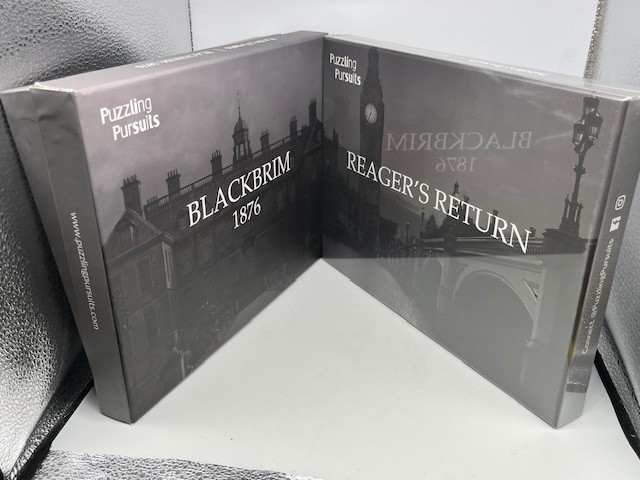 Puzzling
Pursuits
BLACKBRIM
1876
www.puzzlingpursuits.com
Puzzling
Pursuits
BLACKBRIM
1876
REAGER'S RETURN
Connect @PuzzlingPursuits